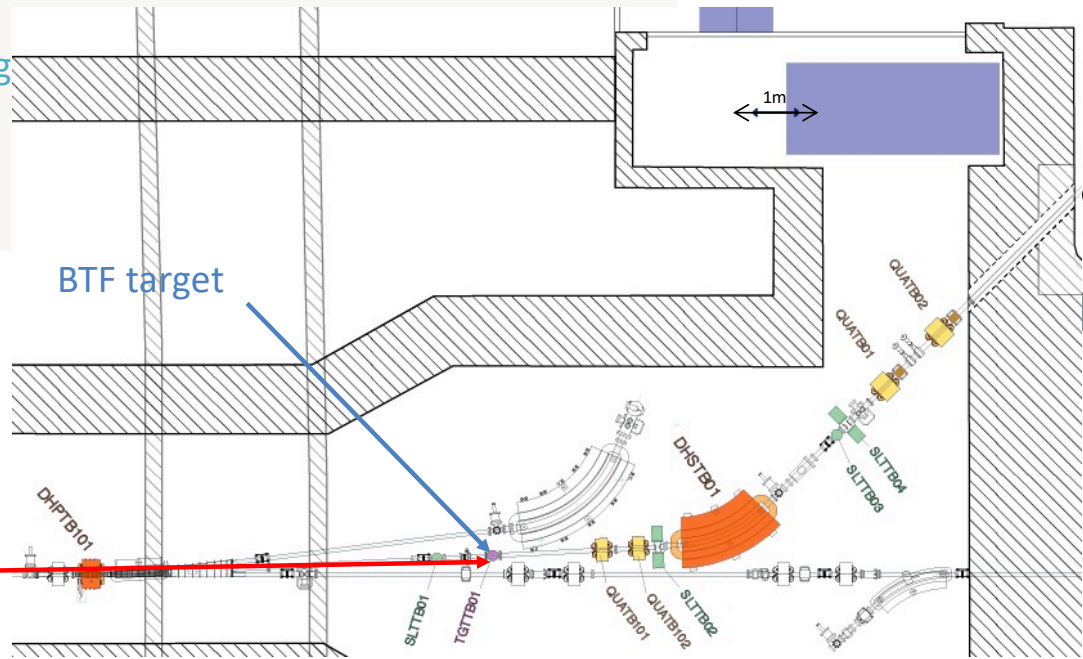 g
1m
BTF target
QUATB02
QUATB01
DHSTB01
SLTTB04
SLTTB03
DHPTB101
SLTTB01
TGTTB01
QUATB101
QUATB102
SLTTB02